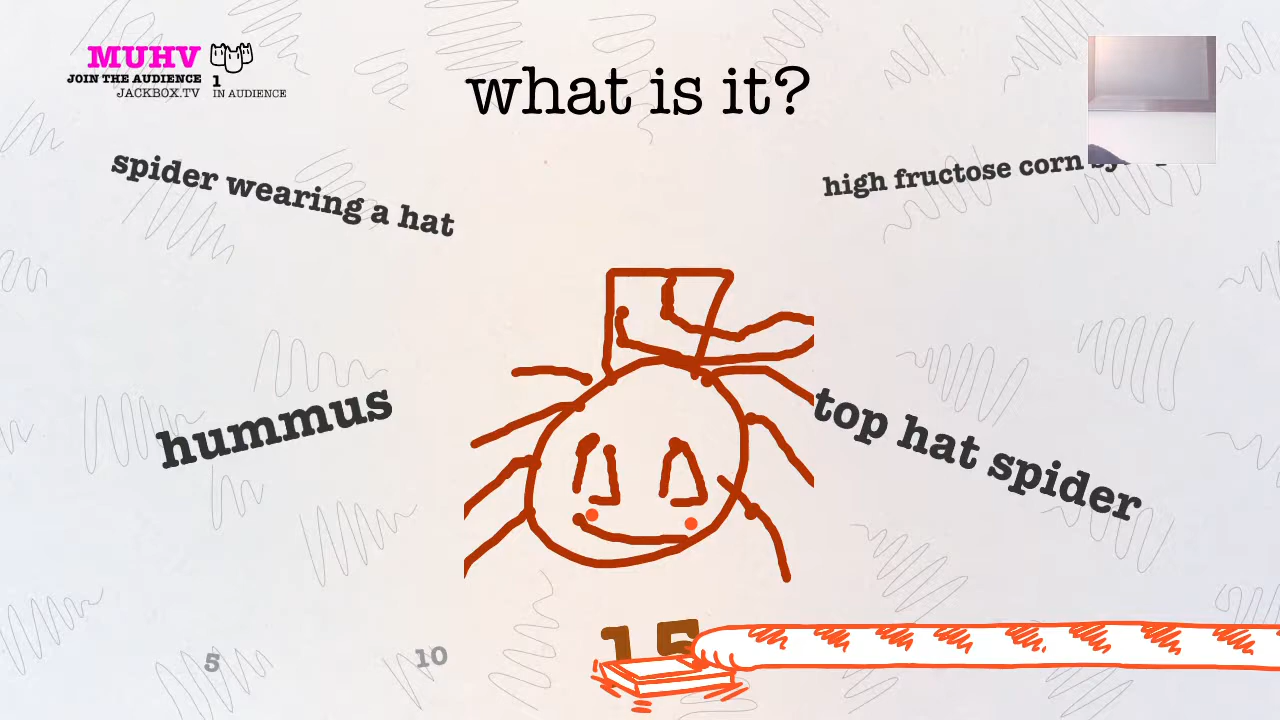 MUHV
JOIN THE AUDIENCE
JACKBOX.TV
1
IN AUDIENCE
what is it?
spider wearing a hat
high fructose corn
hummus
top hat spider
5
10
15